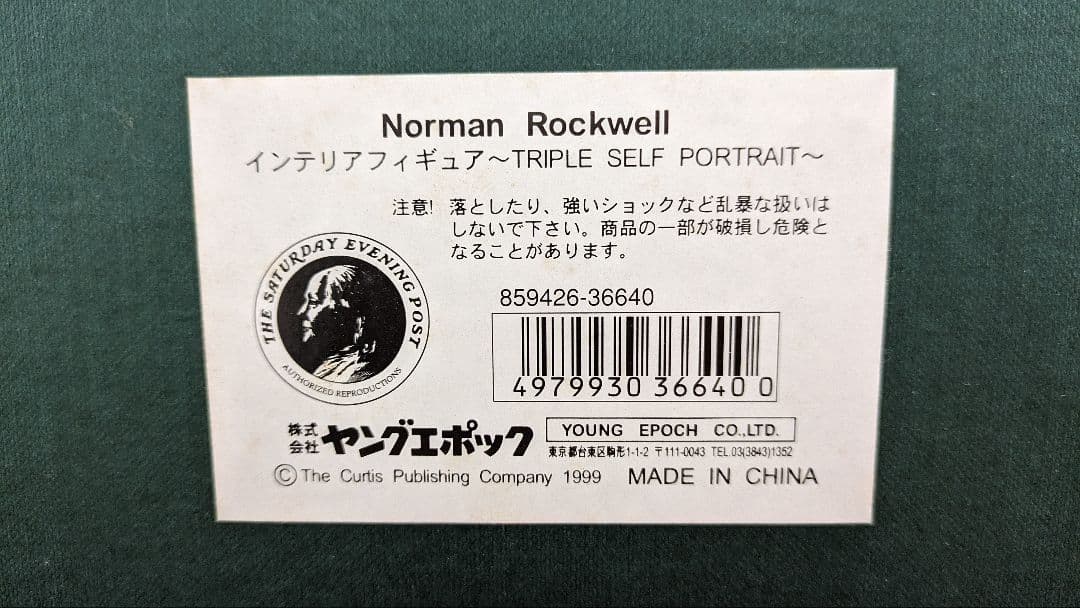 Norman Rockwell
インテリアフィギュア～TRIPLE SELF PORTRAIT～
注意! 落としたり、強いショックなど乱暴な扱いは
しないで下さい。商品の一部が破損し危険と
なることがあります。
THE SATURDAY EVENING POST
AUTHORIZED REPRODUCTIONS
859426-36640
4979930 366400
株式
会社 ヤングエポック YOUNG EPOCH CO.,LTD.
東京都台東区駒形1-1-2 〒111-0043 TEL.03(3843)1352
©The Curtis Publishing Company 1999 MADE IN CHINA